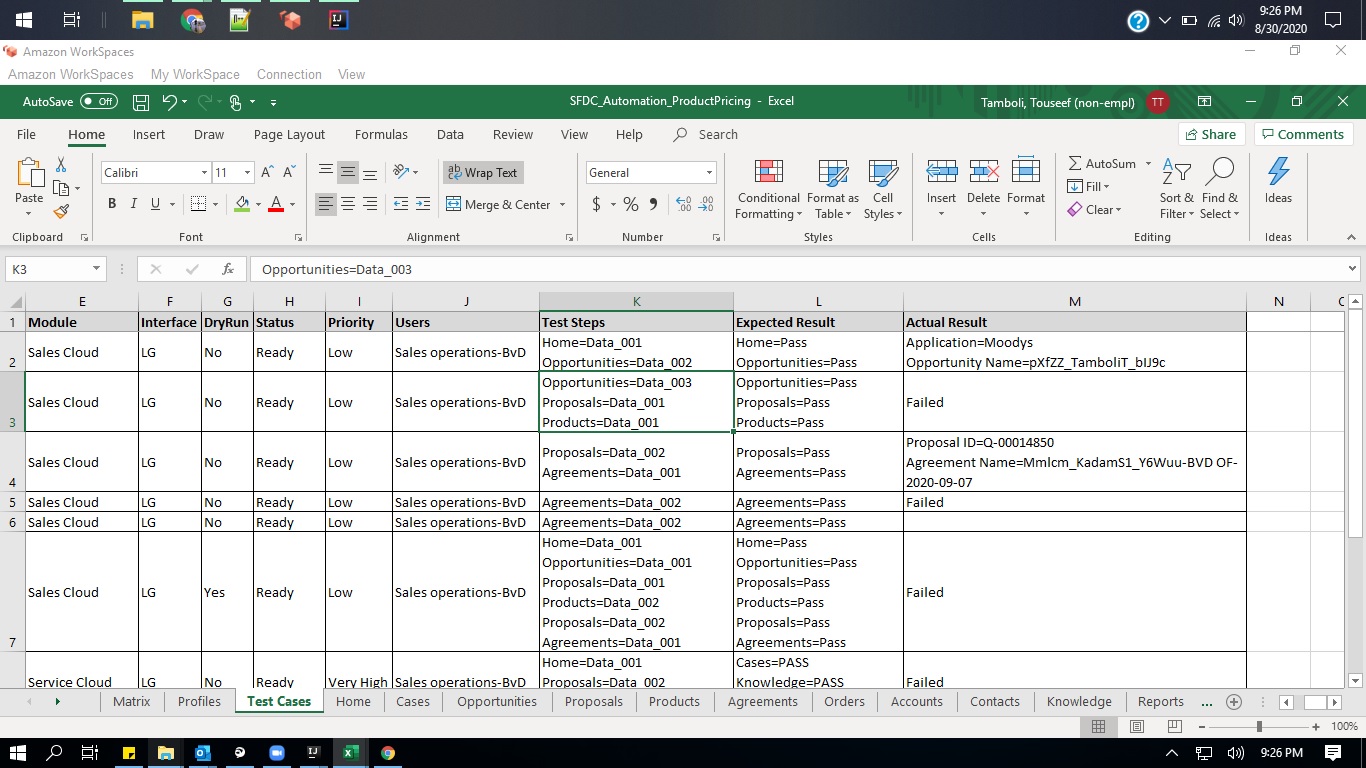 9:26 PM
8/30/2020
Amazon WorkSpaces
Amazon WorkSpaces My WorkSpace Connection View
AutoSave Off SFDC_Automation_ProductPricing - Excel Tamboli, Touseef (non-empl) TT
File Home Insert Draw Page Layout Formulas Data Review View Help Search Share Comments
Calibri 11 Wrap Text General AutoSum
Paste Merge & Center Conditional Formatting Format as Table Cell Styles Insert Delete Format Fill Clear Sort & Filter Find & Select Ideas
Clipboard Font Alignment Number Styles Cells Editing Ideas
K3 fx Opportunities=Data_003
E F G H I J K L M N
1 Module Interface DryRun Status Priority Users Test Steps Expected Result Actual Result
Home=Data_001 Home=Pass Application=Moodys
2 Sales Cloud LG No Ready Low Sales operations-BvD Opportunities=Data_002 Opportunities=Pass Opportunity Name=pXfZZ_TamboliT_bIJ9c
Opportunities=Data_003 Opportunities=Pass
Sales Cloud LG No Ready Low Sales operations-BvD Proposals=Data_001 Proposals=Pass Failed
3 Products=Data_001 Products=Pass
Proposal ID=Q-00014850
Sales Cloud LG No Ready Low Sales operations-BvD Proposals=Data_002 Proposals=Pass Agreement Name=Mmlcm_KadamS1_Y6Wuu-BVD OF-
4 Agreements=Data_001 Agreements=Pass 2020-09-07
5 Sales Cloud LG No Ready Low Sales operations-BvD Agreements=Data_002 Agreements=Pass Failed
6 Sales Cloud LG No Ready Low Sales operations-BvD Agreements=Data_002 Agreements=Pass
Home=Data_001 Home=Pass
Opportunities=Data_001 Opportunities=Pass
Sales Cloud LG Yes Ready Low Sales operations-BvD Proposals=Data_001 Proposals=Pass Failed
Products=Data_002 Products=Pass
Proposals=Data_002 Proposals=Pass
7 Agreements=Data_001 Agreements=Pass
Home=Data_001 Cases=PASS
Service Cloud LG No Ready Very High Sales operations-BvD Proposals=Data_002 Knowledge=PASS Failed
Matrix Profiles Test Cases Home Cases Opportunities Proposals Products Agreements Orders Accounts Contacts Knowledge Reports ...
100%
9:26 PM